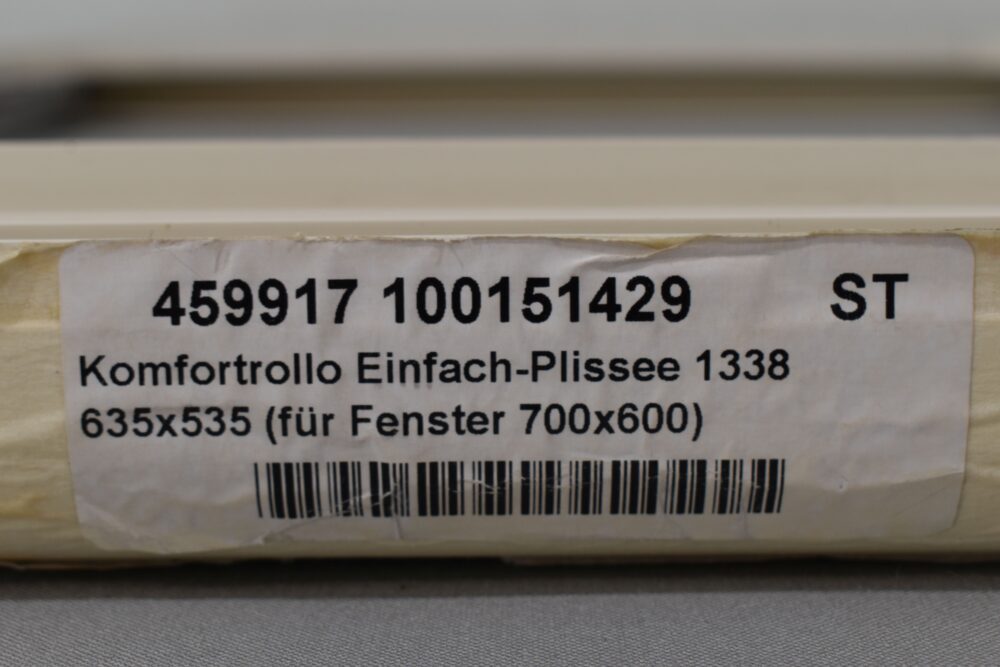 459917 100151429 ST
Komfortrollo Einfach-Plissee 1338
635x535 (für Fenster 700x600)